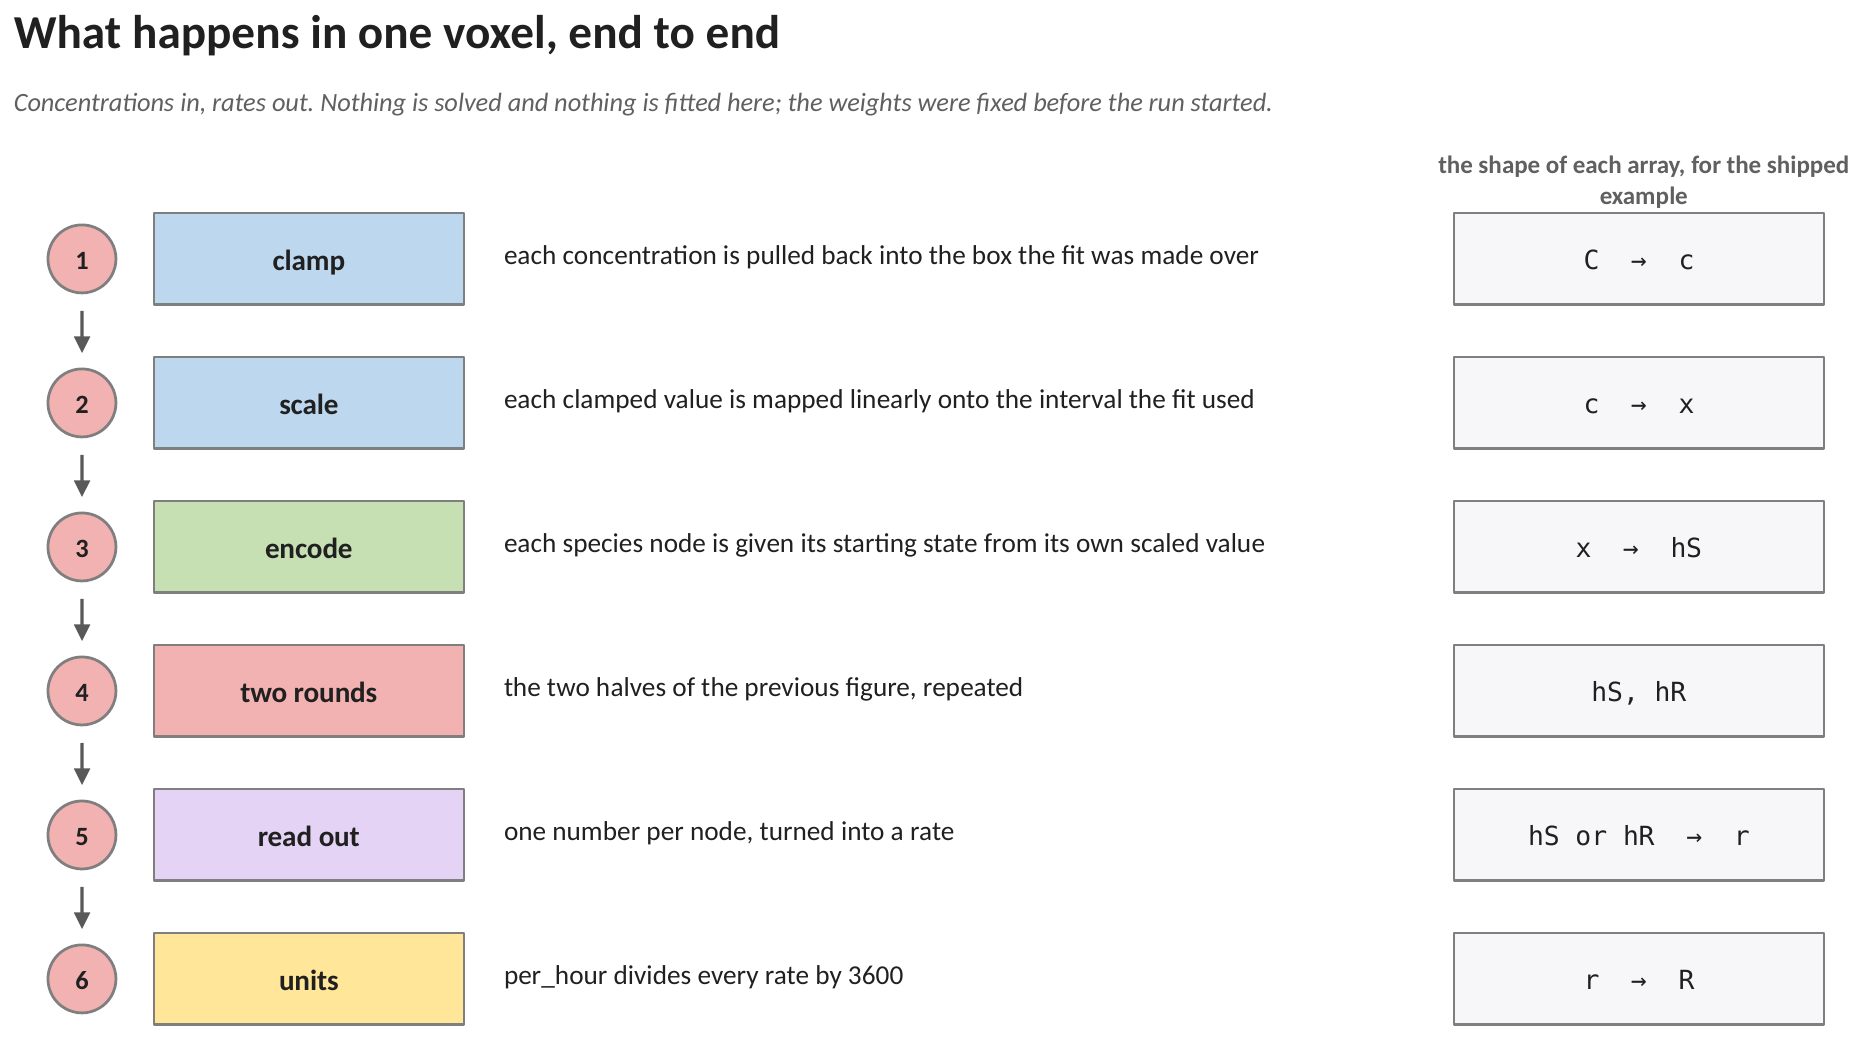 What happens in one voxel, end to end
Concentrations in, rates out. Nothing is solved and nothing is fitted here; the weights were fixed before the run started.
the shape of each array, for the shipped
example
1
clamp
each concentration is pulled back into the box the fit was made over
C → c
2
scale
each clamped value is mapped linearly onto the interval the fit used
c → x
3
encode
each species node is given its starting state from its own scaled value
x → hS
4
two rounds
the two halves of the previous figure, repeated
hS, hR
5
read out
one number per node, turned into a rate
hS or hR → r
6
units
per_hour divides every rate by 3600
r → R